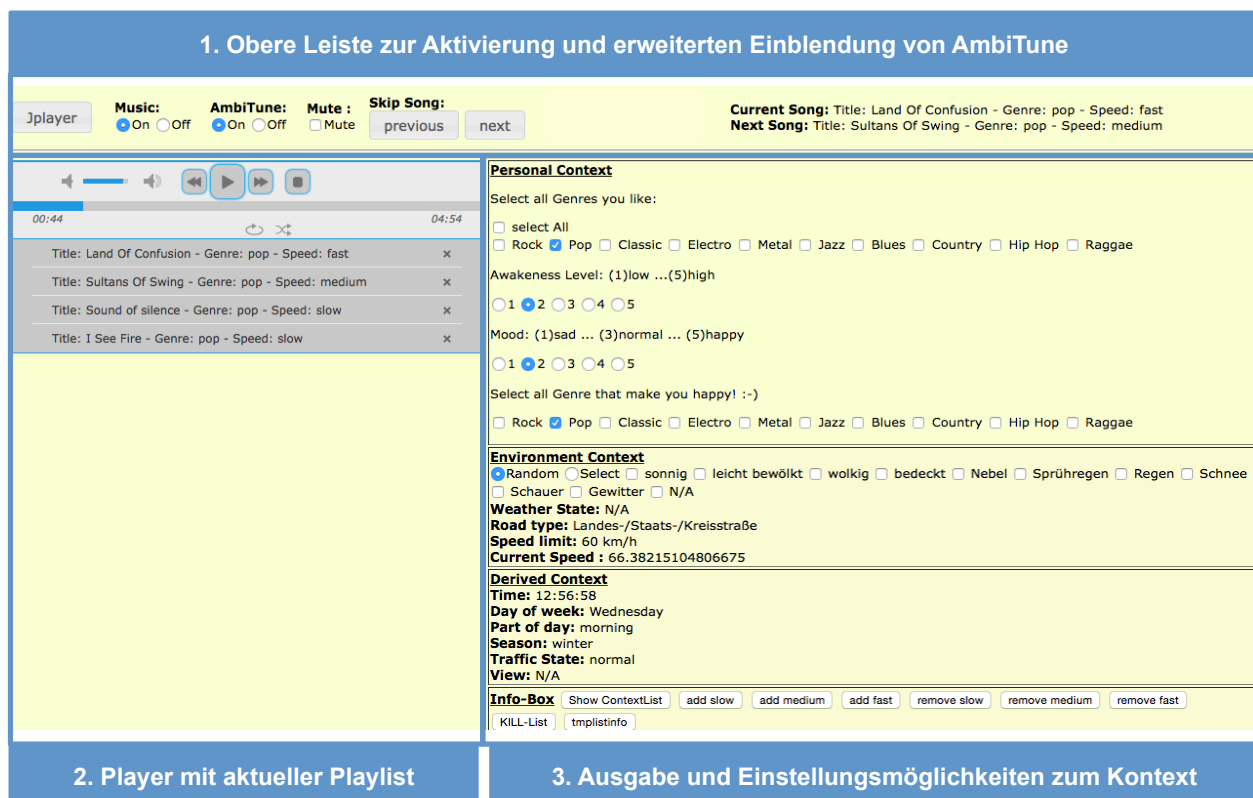 1. Obere Leiste zur Aktivierung und erweiterten Einblendung von AmbiTune
Jplayer
Music:
On Off
AmbiTune:
On Off
Mute :
Mute
Skip Song:
previous next
Current Song: Title: Land Of Confusion - Genre: pop - Speed: fast
Next Song: Title: Sultans Of Swing - Genre: pop - Speed: medium
00:44 04:54
Title: Land Of Confusion - Genre: pop - Speed: fast ×
Title: Sultans Of Swing - Genre: pop - Speed: medium ×
Title: Sound of silence - Genre: pop - Speed: slow ×
Title: I See Fire - Genre: pop - Speed: slow ×
Personal Context
Select all Genres you like:
select All
Rock Pop Classic Electro Metal Jazz Blues Country Hip Hop Raggae
Awakeness Level: (1)low ...(5)high
1 2 3 4 5
Mood: (1)sad ... (3)normal ... (5)happy
1 2 3 4 5
Select all Genre that make you happy! :-)
Rock Pop Classic Electro Metal Jazz Blues Country Hip Hop Raggae
Environment Context
Random Select sonnig leicht bewölkt wolkig bedeckt Nebel Sprühregen Regen Schnee
Schauer Gewitter N/A
Weather State: N/A
Road type: Landes-/Staats-/Kreisstraße
Speed limit: 60 km/h
Current Speed : 66.38215104806675
Derived Context
Time: 12:56:58
Day of week: Wednesday
Part of day: morning
Season: winter
Traffic State: normal
View: N/A
Info-Box Show ContextList add slow add medium add fast remove slow remove medium remove fast
KILL-List tmplistinfo
2. Player mit aktueller Playlist
3. Ausgabe und Einstellungsmöglichkeiten zum Kontext